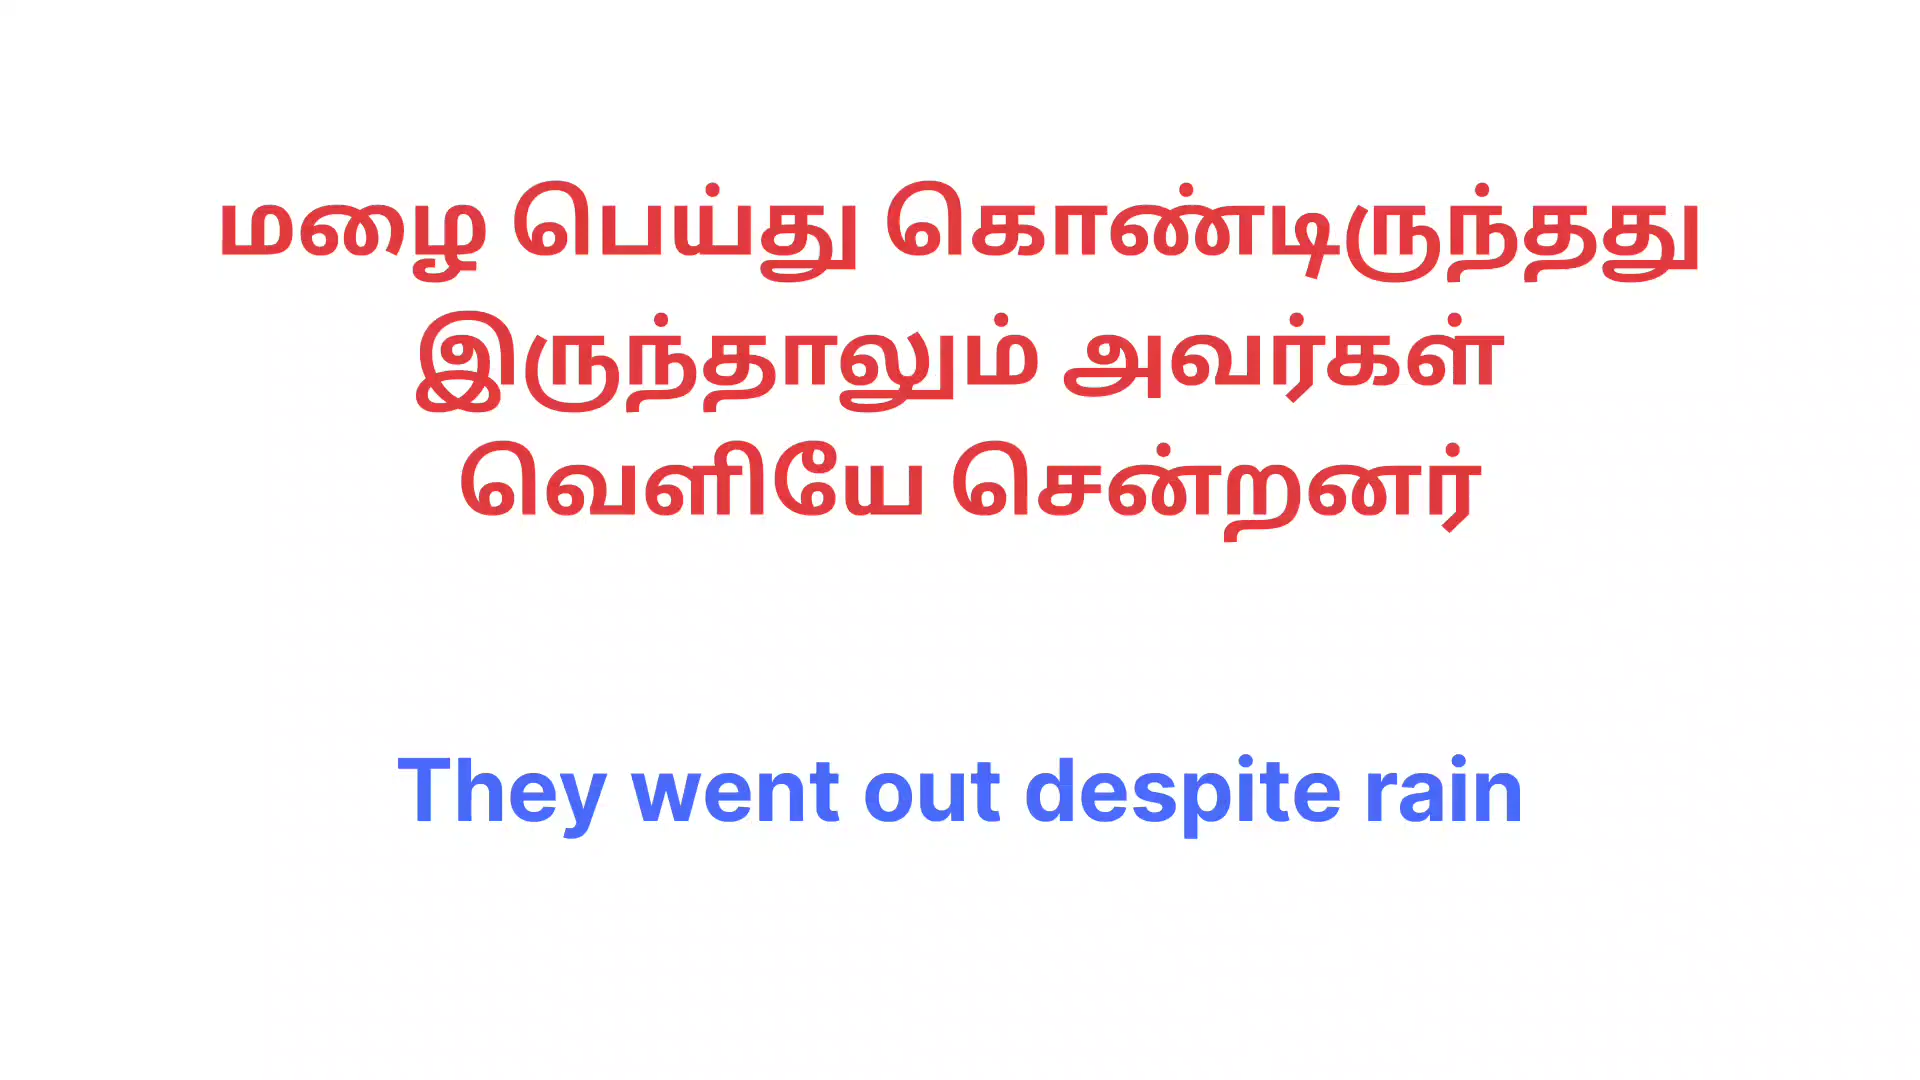 மழை பெய்து கொண்டிருந்தது
இருந்தாலும் அவர்கள்
வெளியே சென்றனர்
They went out despite rain